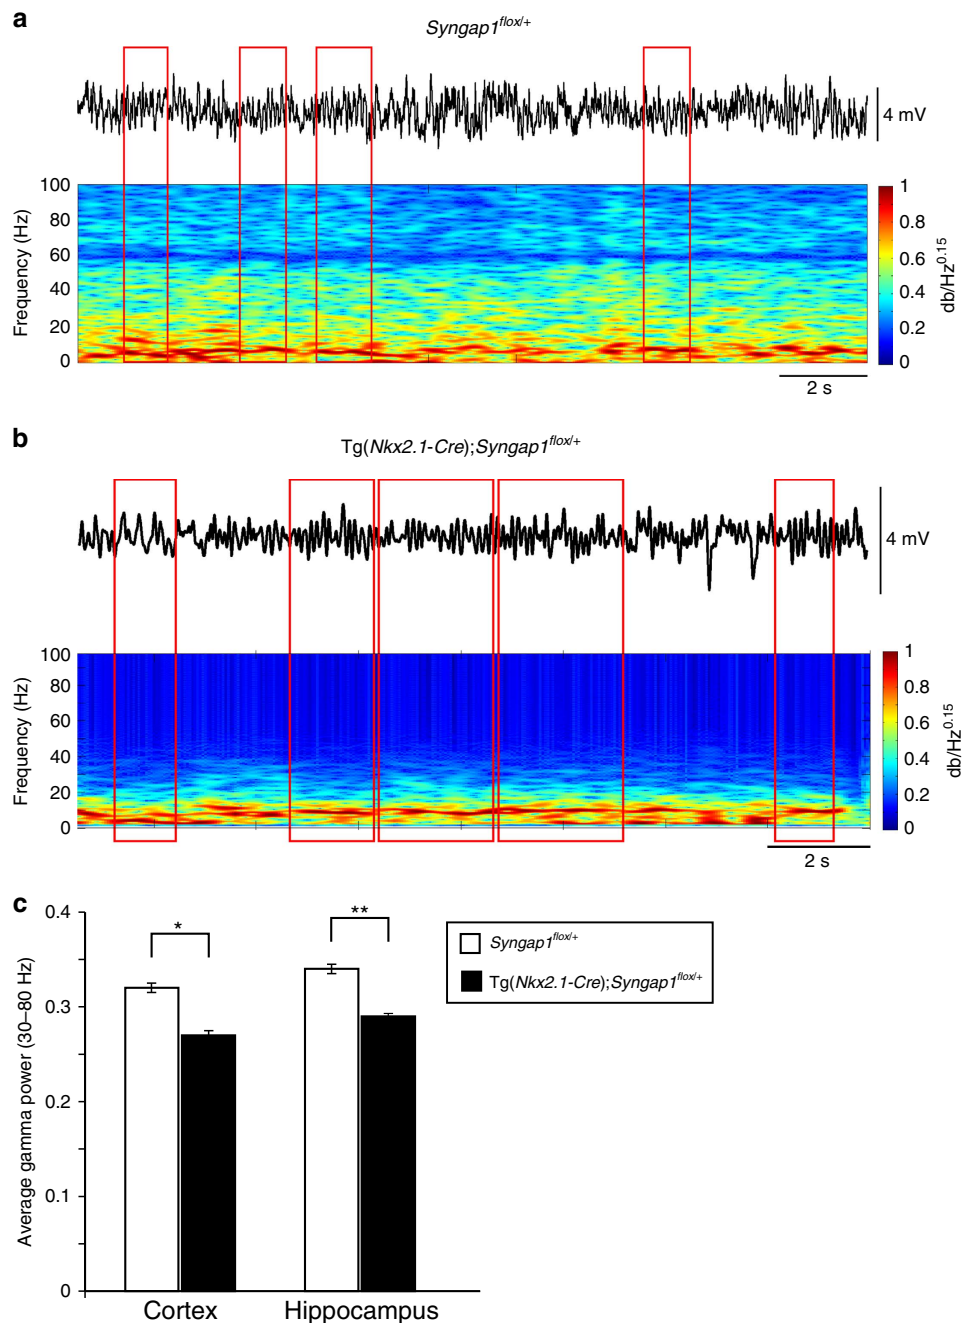 a
Syngap1flox/+
4 mV
100
80
60
40
20
0
Frequency (Hz)
1
0.8
0.6
0.4
0.2
0
db/Hz0.15
2 s
b
Tg(Nkx2.1-Cre);Syngap1flox/+
4 mV
100
80
60
40
20
0
Frequency (Hz)
1
0.8
0.6
0.4
0.2
0
db/Hz0.15
2 s
c
0.4
0.3
0.2
0.1
0
Average gamma power (30–80 Hz)
*
**
Syngap1flox/+
Tg(Nkx2.1-Cre);Syngap1flox/+
Cortex
Hippocampus